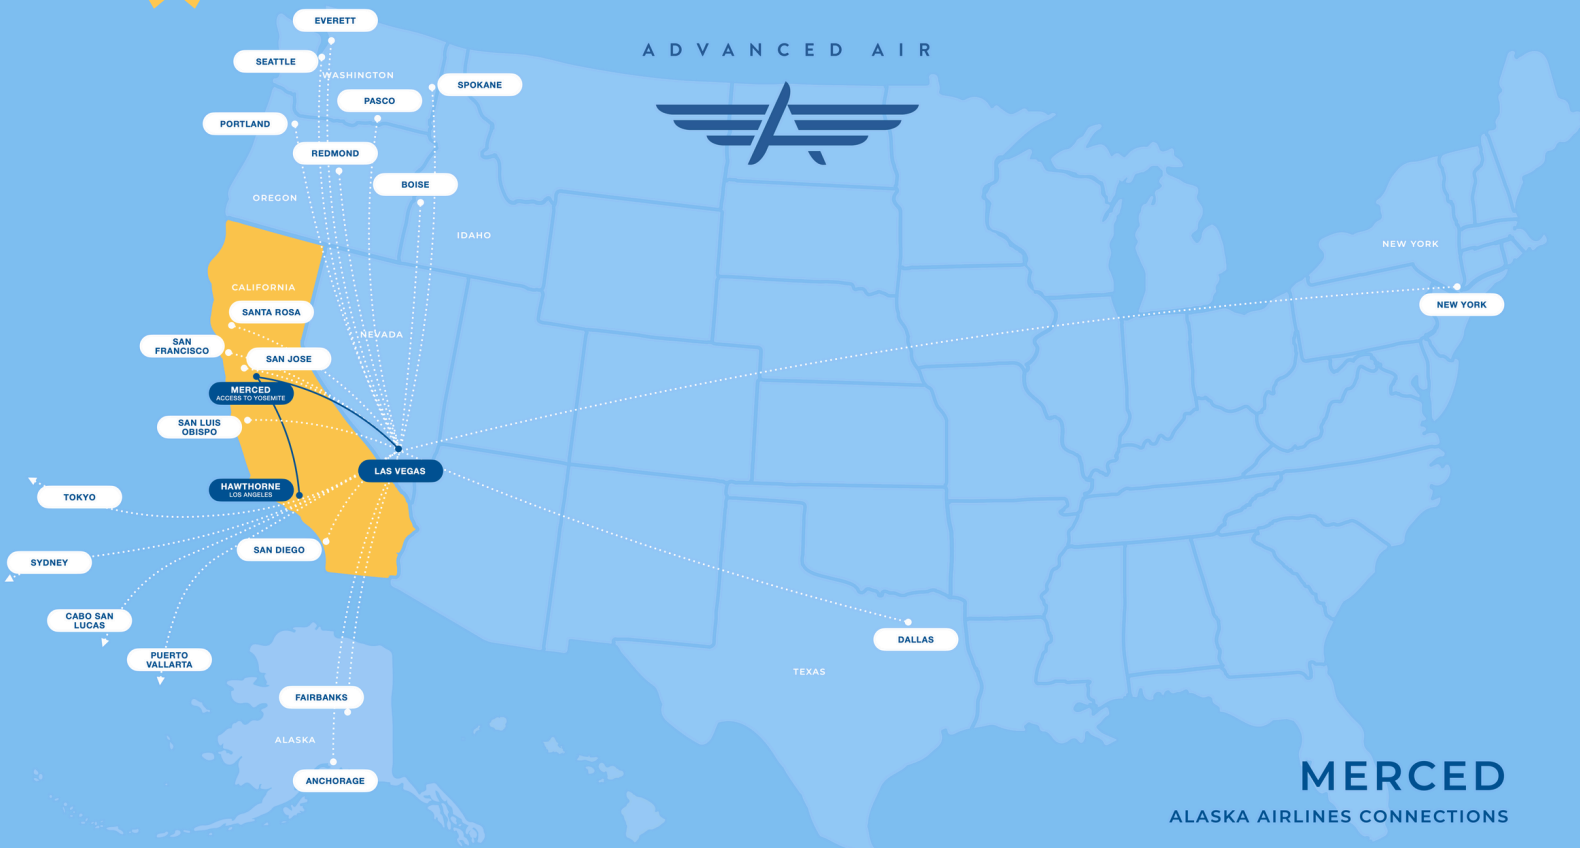 EVERETT
ADVANCED AIR
SEATTLE
WASHINGTON
SPOKANE
PASCO
PORTLAND
REDMOND
BOISE
OREGON
IDAHO
NEW YORK
CALIFORNIA
SANTA ROSA
NEW YORK
NEVADA
SAN
FRANCISCO
SAN JOSE
MERCED
ACCESS TO YOSEMITE
SAN LUIS
OBISPO
LAS VEGAS
HAWTHORNE
LOS ANGELES
TOKYO
SAN DIEGO
SYDNEY
CABO SAN
LUCAS
DALLAS
PUERTO
VALLARTA
TEXAS
FAIRBANKS
ALASKA
ANCHORAGE
MERCED
ALASKA AIRLINES CONNECTIONS